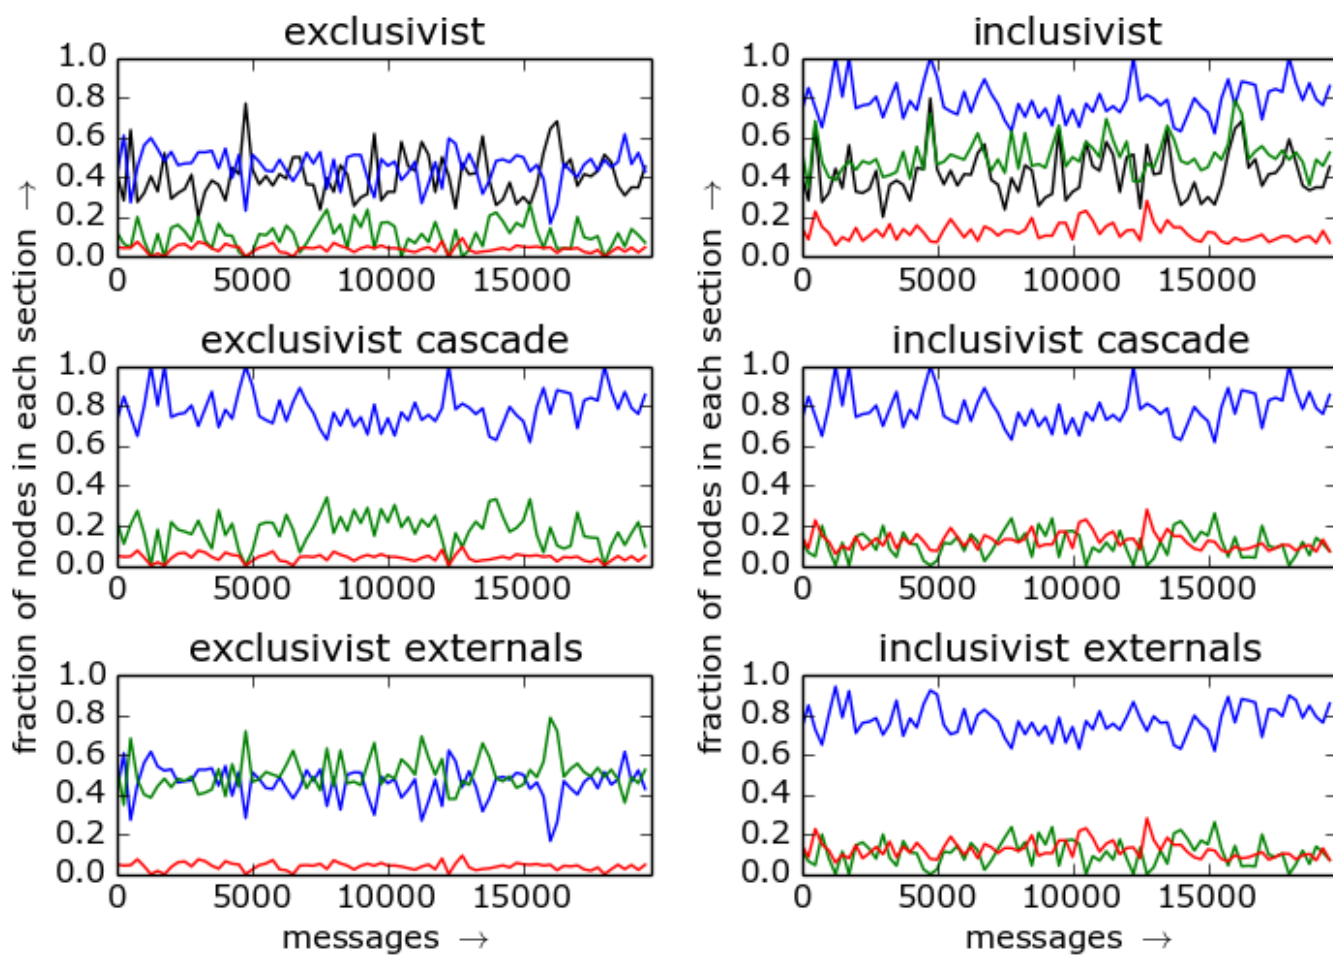 exclusivist
1.0
0.8
0.6
0.4
0.2
0.0
0 5000 10000 15000
inclusivist
1.0
0.8
0.6
0.4
0.2
0.0
0 5000 10000 15000
exclusivist cascade
1.0
0.8
0.6
0.4
0.2
0.0
0 5000 10000 15000
inclusivist cascade
1.0
0.8
0.6
0.4
0.2
0.0
0 5000 10000 15000
exclusivist externals
1.0
0.8
0.6
0.4
0.2
0.0
0 5000 10000 15000
inclusivist externals
1.0
0.8
0.6
0.4
0.2
0.0
0 5000 10000 15000
fraction of nodes in each section →
fraction of nodes in each section →
messages →
messages →